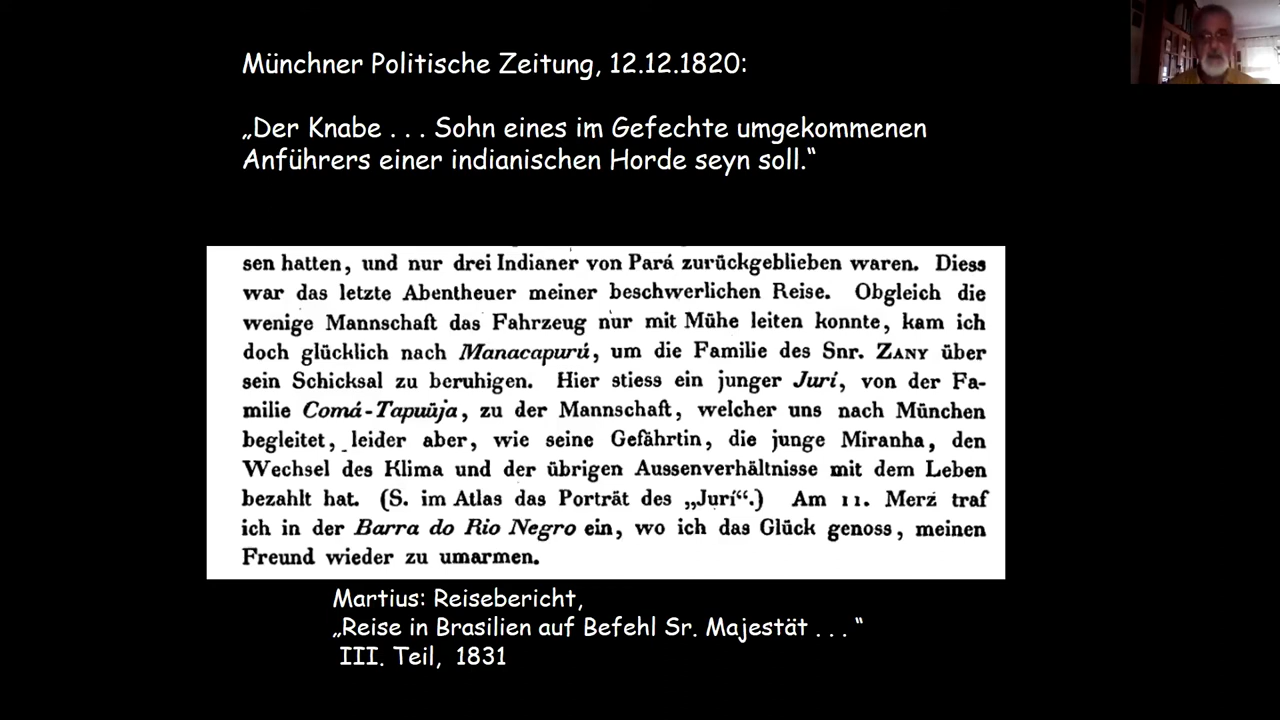 Münchner Politische Zeitung, 12.12.1820:
„Der Knabe . . . Sohn eines im Gefechte umgekommenen
Anführers einer indianischen Horde seyn soll.“
sen hatten, und nur drei Indianer von Pará zurückgeblieben waren. Diess
war das letzte Abentheuer meiner beschwerlichen Reise. Obgleich die
wenige Mannschaft das Fahrzeug nur mit Mühe leiten konnte, kam ich
doch glücklich nach Manacapurú, um die Familie des Snr. ZANY über
sein Schicksal zu beruhigen. Hier stiess ein junger Jurí, von der Fa-
milie Comá-Tapuüja, zu der Mannschaft, welcher uns nach München
begleitet, leider aber, wie seine Gefährtin, die junge Miranha, den
Wechsel des Klima und der übrigen Aussenverhältnisse mit dem Leben
bezahlt hat. (S. im Atlas das Porträt des „Jurí“.) Am 11. Merz traf
ich in der Barra do Rio Negro ein, wo ich das Glück genoss, meinen
Freund wieder zu umarmen.
Martius: Reisebericht,
„Reise in Brasilien auf Befehl Sr. Majestät . . . “
III. Teil, 1831